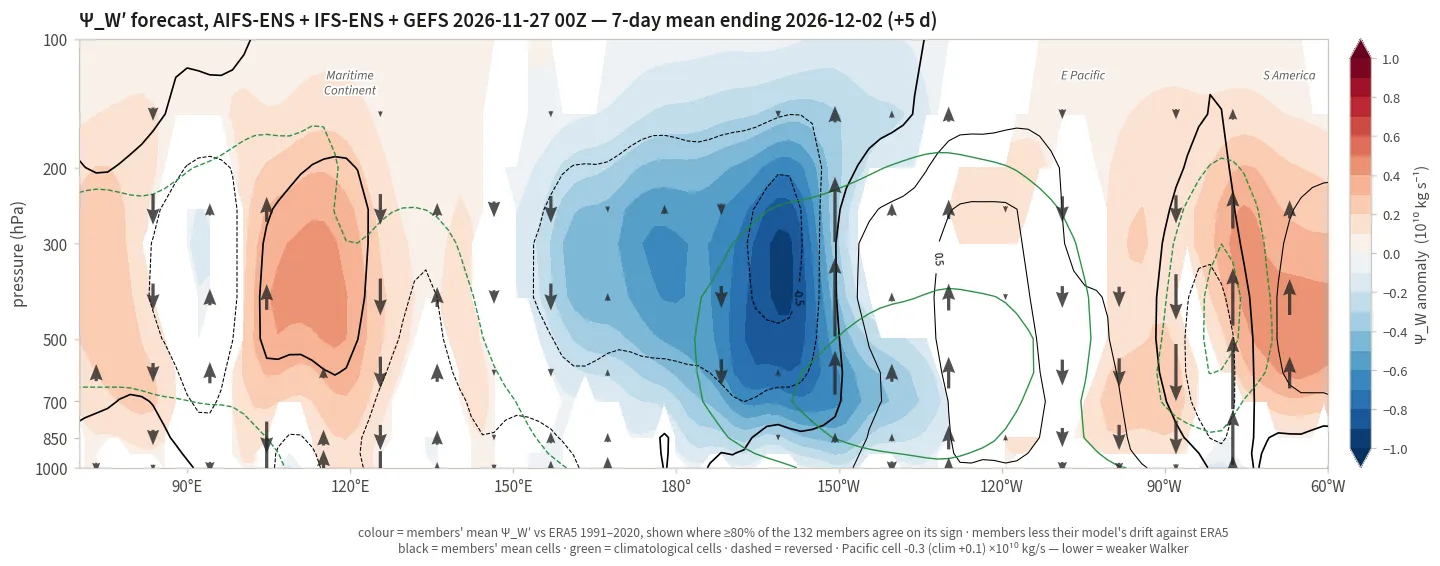 Ψ_W′ forecast, AIFS-ENS + IFS-ENS + GEFS 2026-11-27 00Z — 7-day mean ending 2026-12-02 (+5 d)
100
200
300
400
500
700
850
1000
pressure (hPa)
Maritime
Continent
E Pacific
S America
0.5
-0.5
90°E
120°E
150°E
180°
150°W
120°W
90°W
60°W
1.0
0.8
0.6
0.4
0.2
0.0
−0.2
−0.4
−0.6
−0.8
−1.0
Ψ_W anomaly (10¹⁰ kg s⁻¹)
colour = members' mean Ψ_W′ vs ERA5 1991–2020, shown where ≥80% of the 132 members agree on its sign · members less their model's drift against ERA5
black = members' mean cells · green = climatological cells · dashed = reversed · Pacific cell -0.3 (clim +0.1) ×10¹⁰ kg/s — lower = weaker Walker